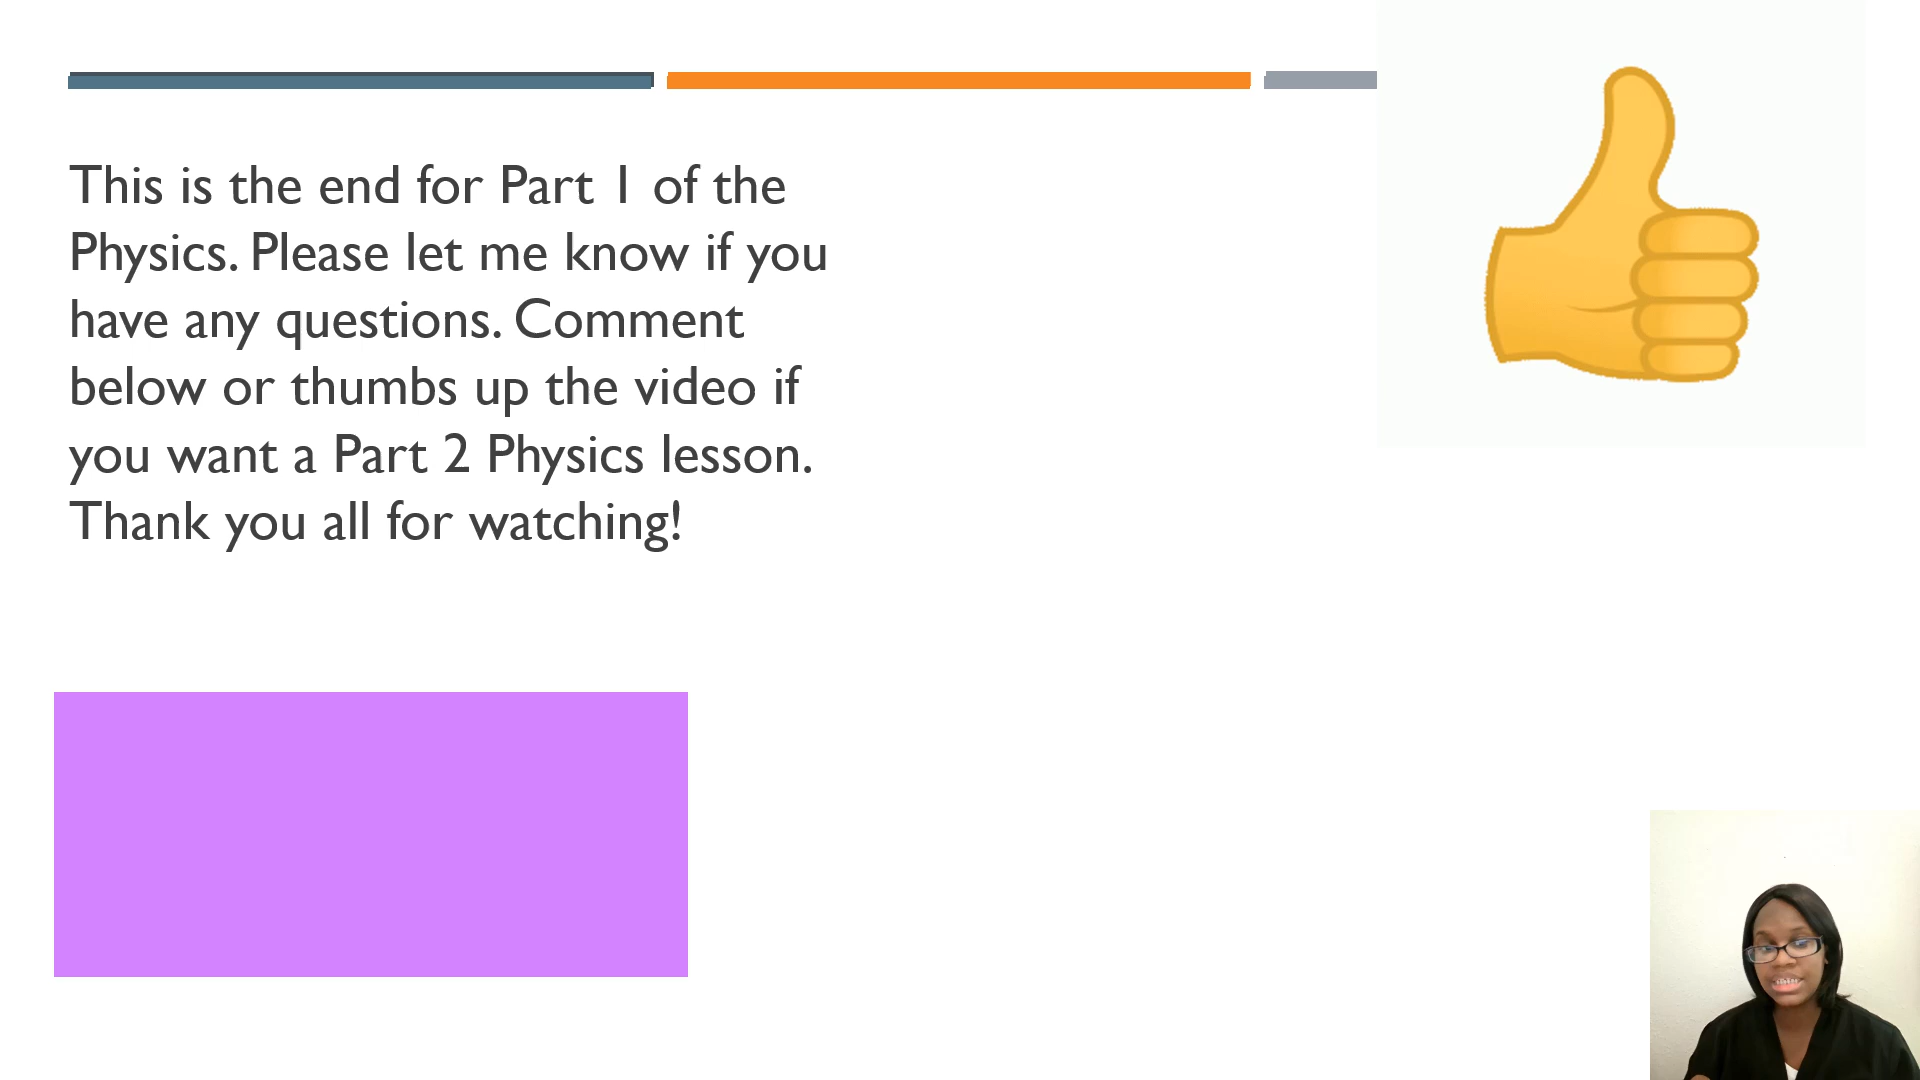 This is the end for Part 1 of the
Physics. Please let me know if you
have any questions. Comment
below or thumbs up the video if
you want a Part 2 Physics lesson.
Thank you all for watching!